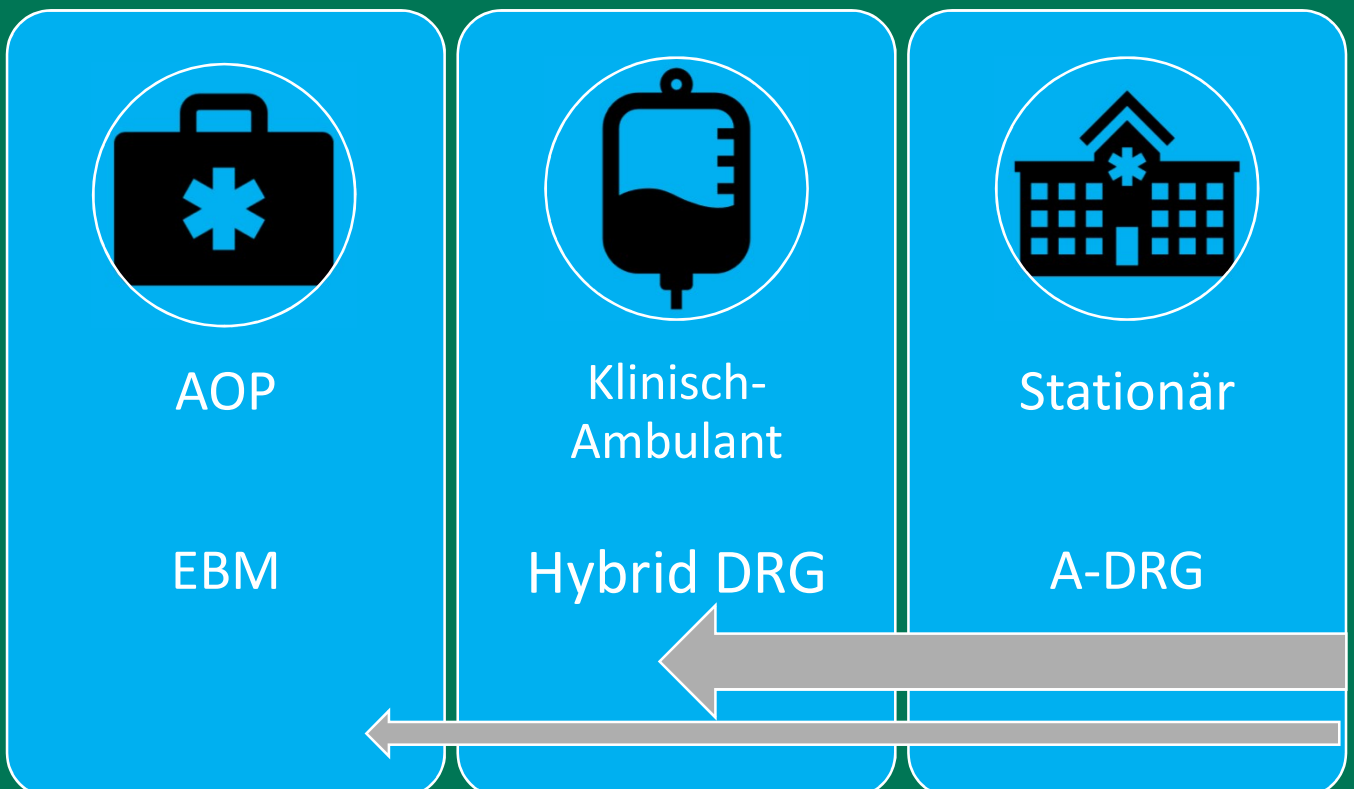 AOP
EBM
Klinisch-
Ambulant
Hybrid DRG
Stationär
A-DRG